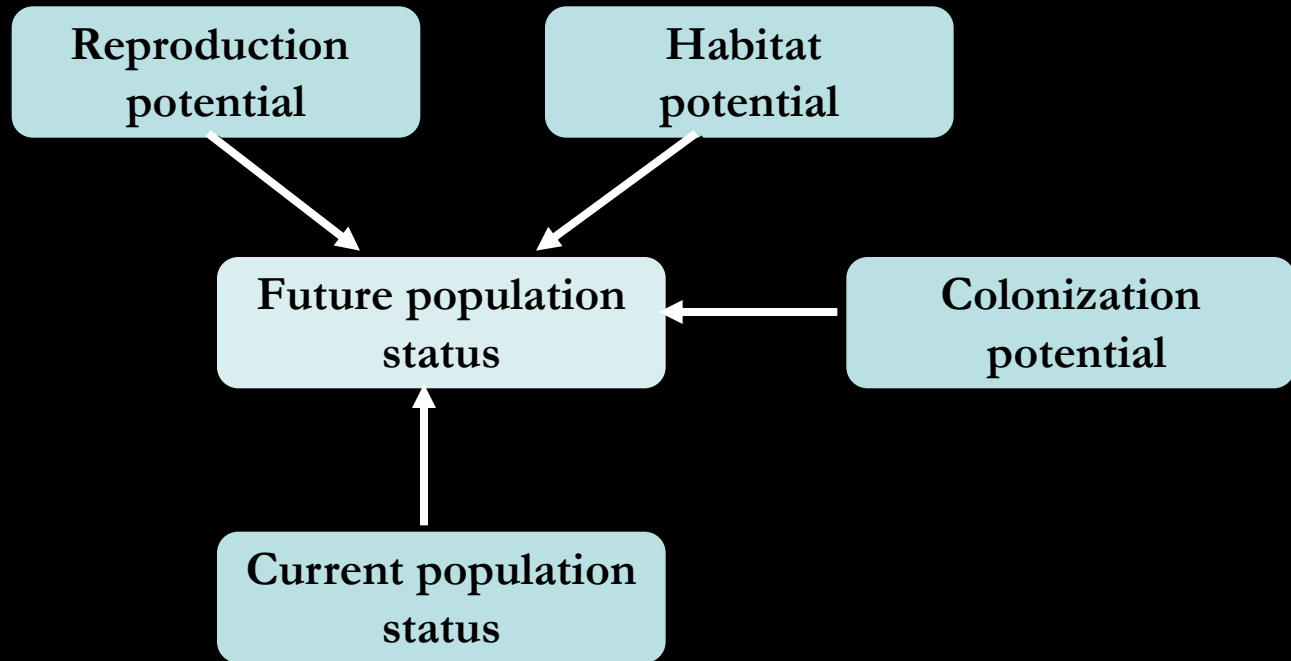 Reproduction
potential
Habitat
potential
Future population
status
Colonization
potential
Current population
status